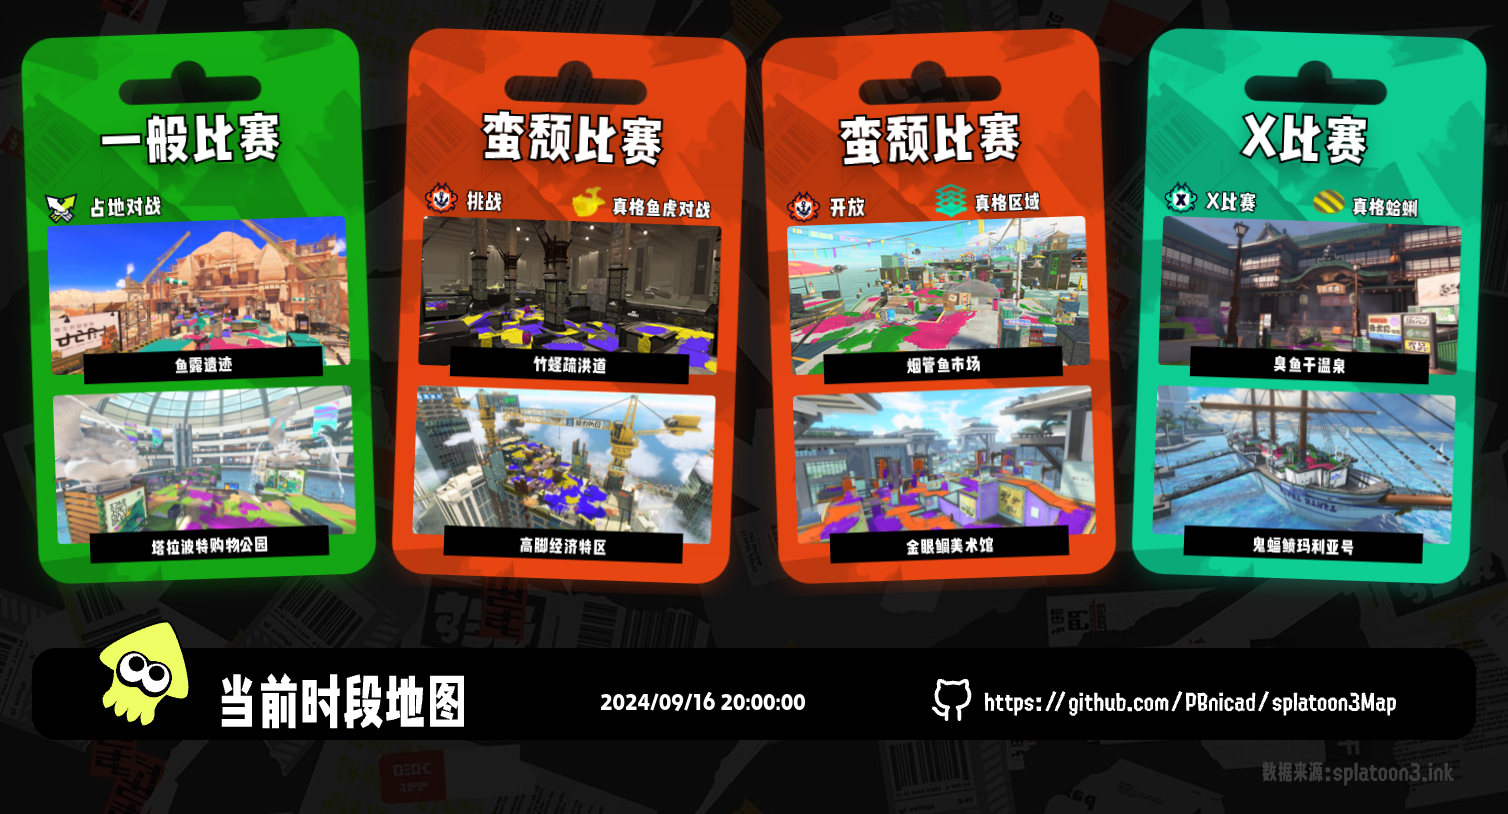 一般比赛
占地对战
鱼露遗迹
塔拉波特购物公园
蛮颓比赛
挑战
真格鱼虎对战
竹蛏疏洪道
高脚经济特区
蛮颓比赛
开放
真格区域
烟管鱼市场
金眼鲷美术馆
X比赛
X比赛
真格蛤蜊
臭鱼干温泉
鬼蝠鲼玛利亚号
当前时段地图
2024/09/16 20:00:00
https://github.com/PBnicad/splatoon3Map
数据来源:splatoon3.ink